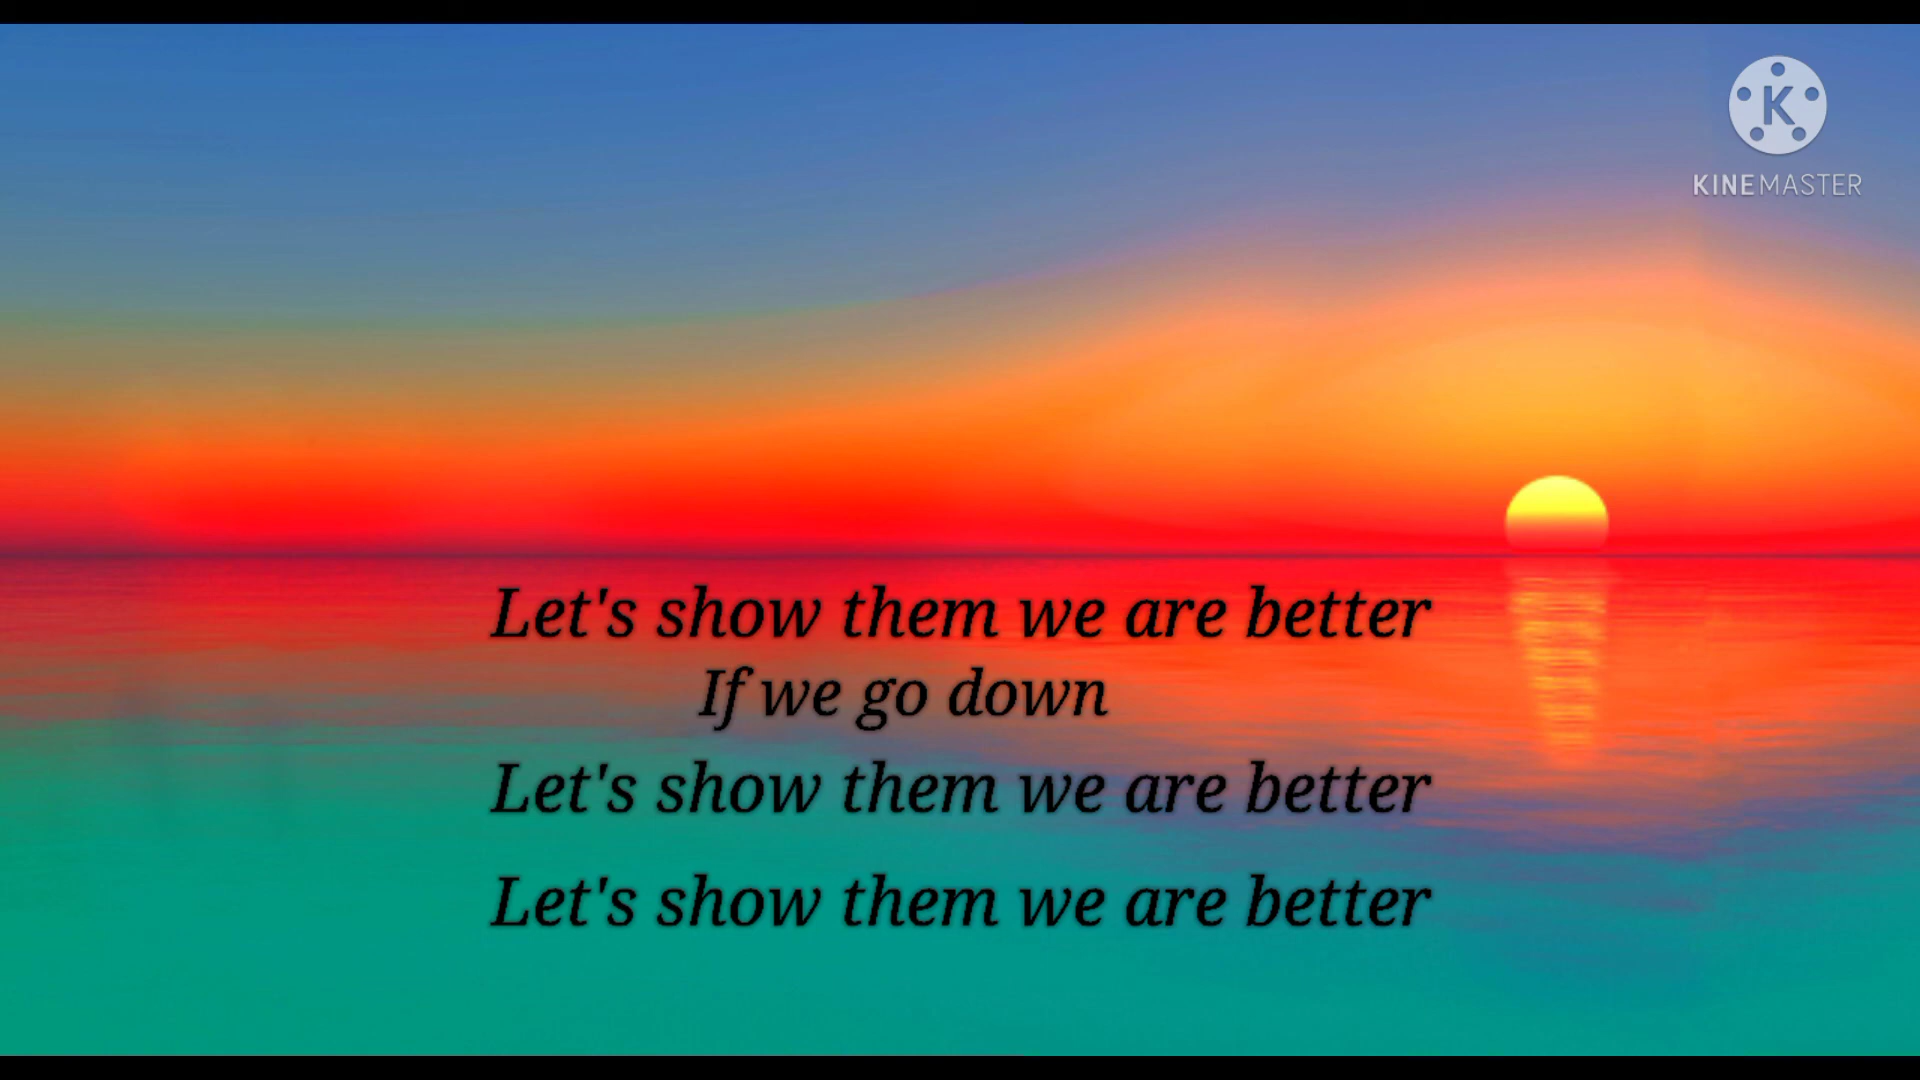 K
KINEMASTER
Let's show them we are better
If we go down
Let's show them we are better
Let's show them we are better